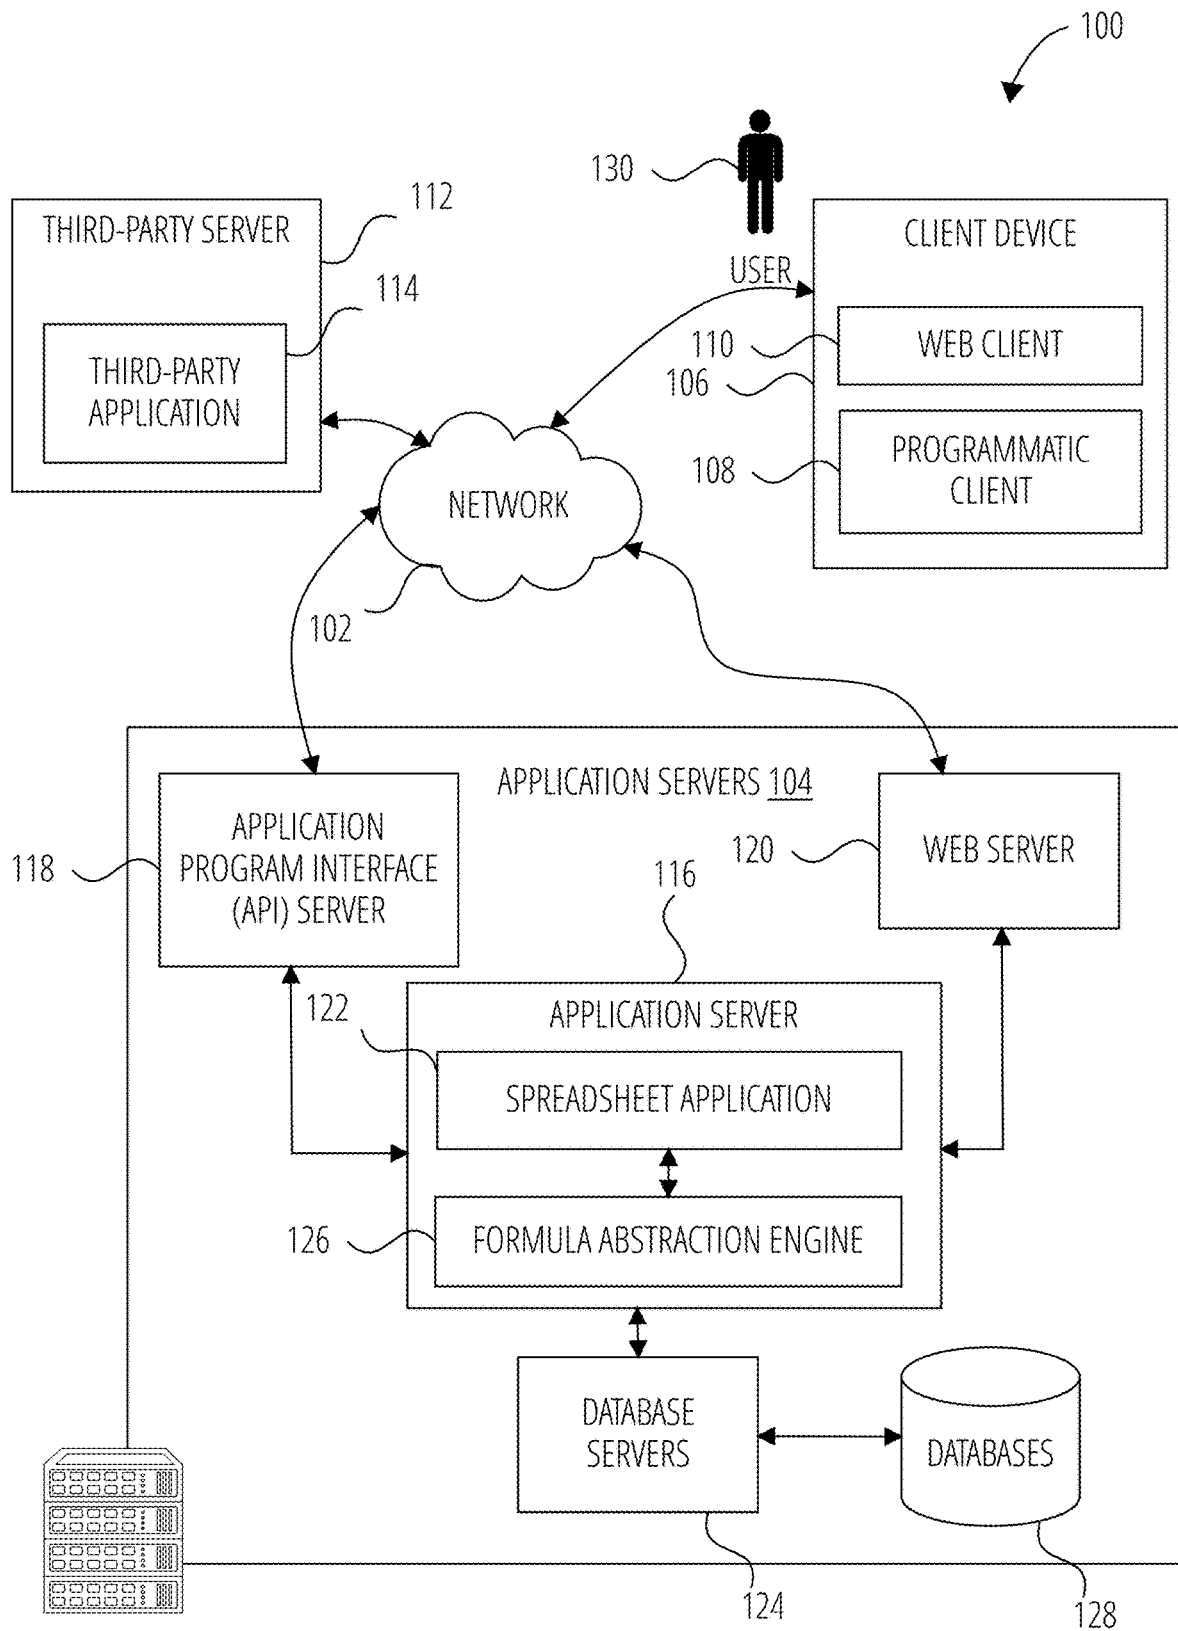 100
130
112
THIRD-PARTY SERVER
CLIENT DEVICE
USER
114
110
WEB CLIENT
THIRD-PARTY
APPLICATION
106
108
PROGRAMMATIC
CLIENT
NETWORK
102
APPLICATION SERVERS 104
APPLICATION
PROGRAM INTERFACE
(API) SERVER
118
120
WEB SERVER
116
122
APPLICATION SERVER
SPREADSHEET APPLICATION
126
FORMULA ABSTRACTION ENGINE
DATABASE
SERVERS
DATABASES
124
128